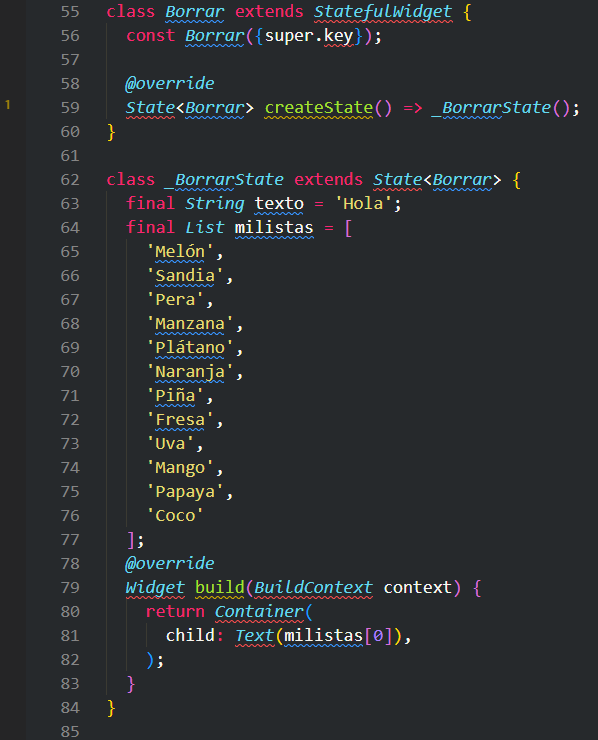 55 class Borrar extends StatefulWidget {
56   const Borrar({super.key});
57
58   @override
1 59   State<Borrar> createState() => _BorrarState();
60 }
61
62 class _BorrarState extends State<Borrar> {
63   final String texto = 'Hola';
64   final List milistas = [
65     'Melón',
66     'Sandia',
67     'Pera',
68     'Manzana',
69     'Plátano',
70     'Naranja',
71     'Piña',
72     'Fresa',
73     'Uva',
74     'Mango',
75     'Papaya',
76     'Coco'
77   ];
78   @override
79   Widget build(BuildContext context) {
80     return Container(
81       child: Text(milistas[0]),
82     );
83   }
84 }
85